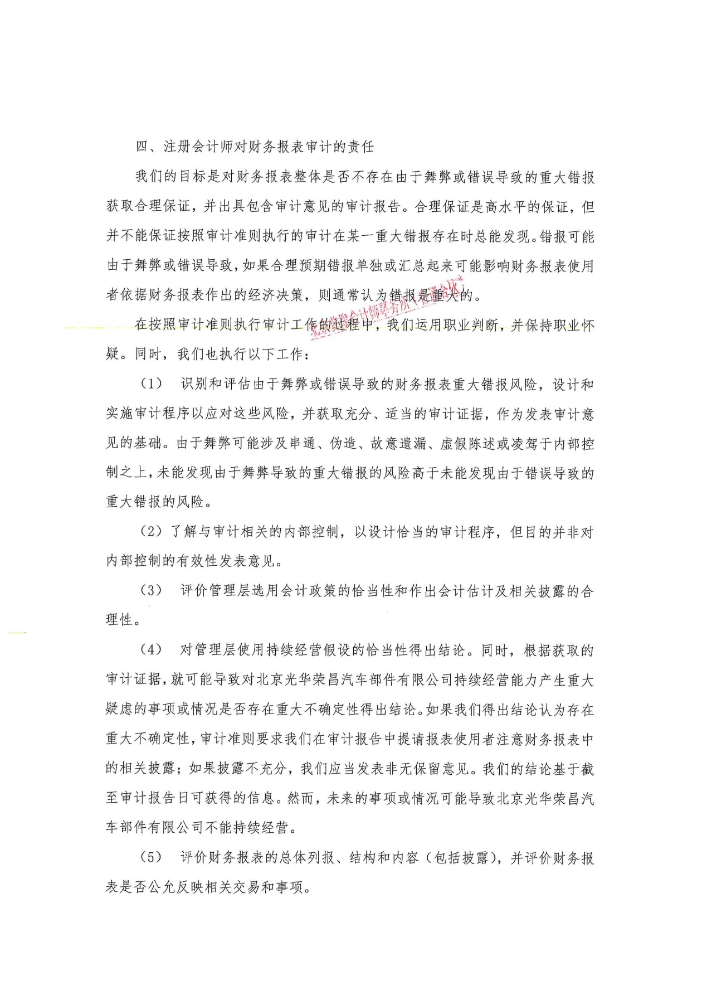 四、注册会计师对财务报表审计的责任
我们的目标是对财务报表整体是否不存在由于舞弊或错误导致的重大错报
获取合理保证，并出具包含审计意见的审计报告。合理保证是高水平的保证，但
并不能保证按照审计准则执行的审计在某一重大错报存在时总能发现。错报可能
由于舞弊或错误导致，如果合理预期错报单独或汇总起来可能影响财务报表使用
者依据财务报表作出的经济决策，则通常认为错报是重大的。
会计师事务所（普通合伙）
在按照审计准则执行审计工作的过程中，我们运用职业判断，并保持职业怀
疑。同时，我们也执行以下工作：
（1） 识别和评估由于舞弊或错误导致的财务报表重大错报风险，设计和
实施审计程序以应对这些风险，并获取充分、适当的审计证据，作为发表审计意
见的基础。由于舞弊可能涉及串通、伪造、故意遗漏、虚假陈述或凌驾于内部控
制之上，未能发现由于舞弊导致的重大错报的风险高于未能发现由于错误导致的
重大错报的风险。
（2）了解与审计相关的内部控制，以设计恰当的审计程序，但目的并非对
内部控制的有效性发表意见。
（3） 评价管理层选用会计政策的恰当性和作出会计估计及相关披露的合
理性。
（4） 对管理层使用持续经营假设的恰当性得出结论。同时，根据获取的
审计证据，就可能导致对北京光华荣昌汽车部件有限公司持续经营能力产生重大
疑虑的事项或情况是否存在重大不确定性得出结论。如果我们得出结论认为存在
重大不确定性，审计准则要求我们在审计报告中提请报表使用者注意财务报表中
的相关披露；如果披露不充分，我们应当发表非无保留意见。我们的结论基于截
至审计报告日可获得的信息。然而，未来的事项或情况可能导致北京光华荣昌汽
车部件有限公司不能持续经营。
（5） 评价财务报表的总体列报、结构和内容（包括披露），并评价财务报
表是否公允反映相关交易和事项。